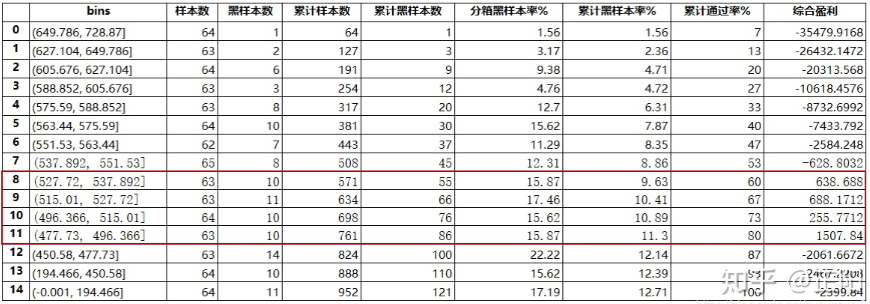 bins 样本数 黑样本数 累计样本数 累计黑样本数 分箱黑样本率% 累计黑样本率% 累计通过率% 综合盈利
0 (649.786, 728.87] 64 1 64 1 1.56 1.56 7 -35479.9168
1 (627.104, 649.786] 63 2 127 3 3.17 2.36 13 -26432.1472
2 (605.676, 627.104] 64 6 191 9 9.38 4.71 20 -20313.568
3 (588.852, 605.676] 63 3 254 12 4.76 4.72 27 -10618.4576
4 (575.59, 588.852] 63 8 317 20 12.7 6.31 33 -8732.6992
5 (563.44, 575.59] 64 10 381 30 15.62 7.87 40 -7433.792
6 (551.53, 563.44] 62 7 443 37 11.29 8.35 47 -2584.248
7 (537.892, 551.53] 65 8 508 45 12.31 8.86 53 -628.8032
8 (527.72, 537.892] 63 10 571 55 15.87 9.63 60 638.688
9 (515.01, 527.72] 63 11 634 66 17.46 10.41 67 688.1712
10 (496.366, 515.01] 64 10 698 76 15.62 10.89 73 255.7712
11 (477.73, 496.366] 63 10 761 86 15.87 11.3 80 1507.84
12 (450.58, 477.73] 63 14 824 100 22.22 12.14 87 -2061.6672
13 (194.466, 450.58] 64 10 888 110 15.62 12.39
14 (-0.001, 194.466] 64 11 952 121 17.19 12.71 100 -2399.84